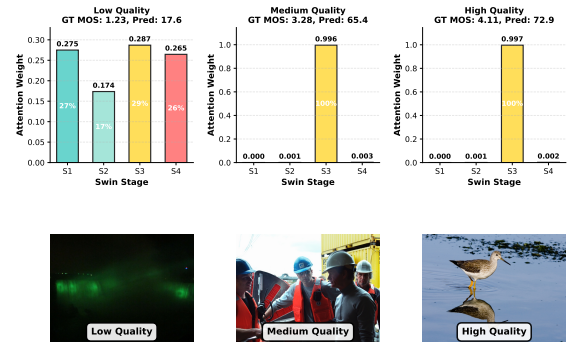 Low Quality
GT MOS: 1.23, Pred: 17.6
Attention Weight
0.30
0.25
0.20
0.15
0.10
0.05
0.00
0.275
0.174
0.287
0.265
27%
17%
29%
26%
S1 S2 S3 S4
Swin Stage
Medium Quality
GT MOS: 3.28, Pred: 65.4
Attention Weight
1.0
0.8
0.6
0.4
0.2
0.0
0.000
0.001
0.996
0.003
100%
S1 S2 S3 S4
Swin Stage
High Quality
GT MOS: 4.11, Pred: 72.9
Attention Weight
1.0
0.8
0.6
0.4
0.2
0.0
0.000
0.001
0.997
0.002
100%
S1 S2 S3 S4
Swin Stage
Low Quality
Medium Quality
High Quality